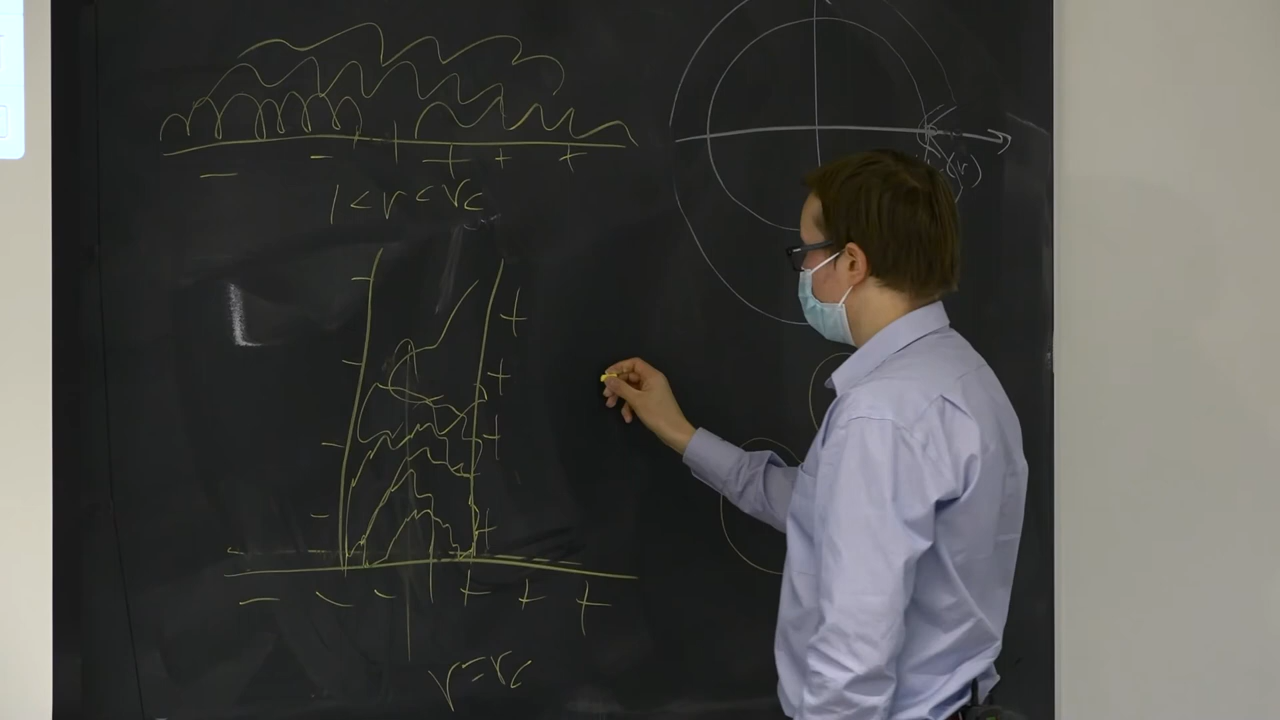 - - + + +
1 < r < rc
(r)
- +
- +
- +
- +
- - - + + +
r = rc